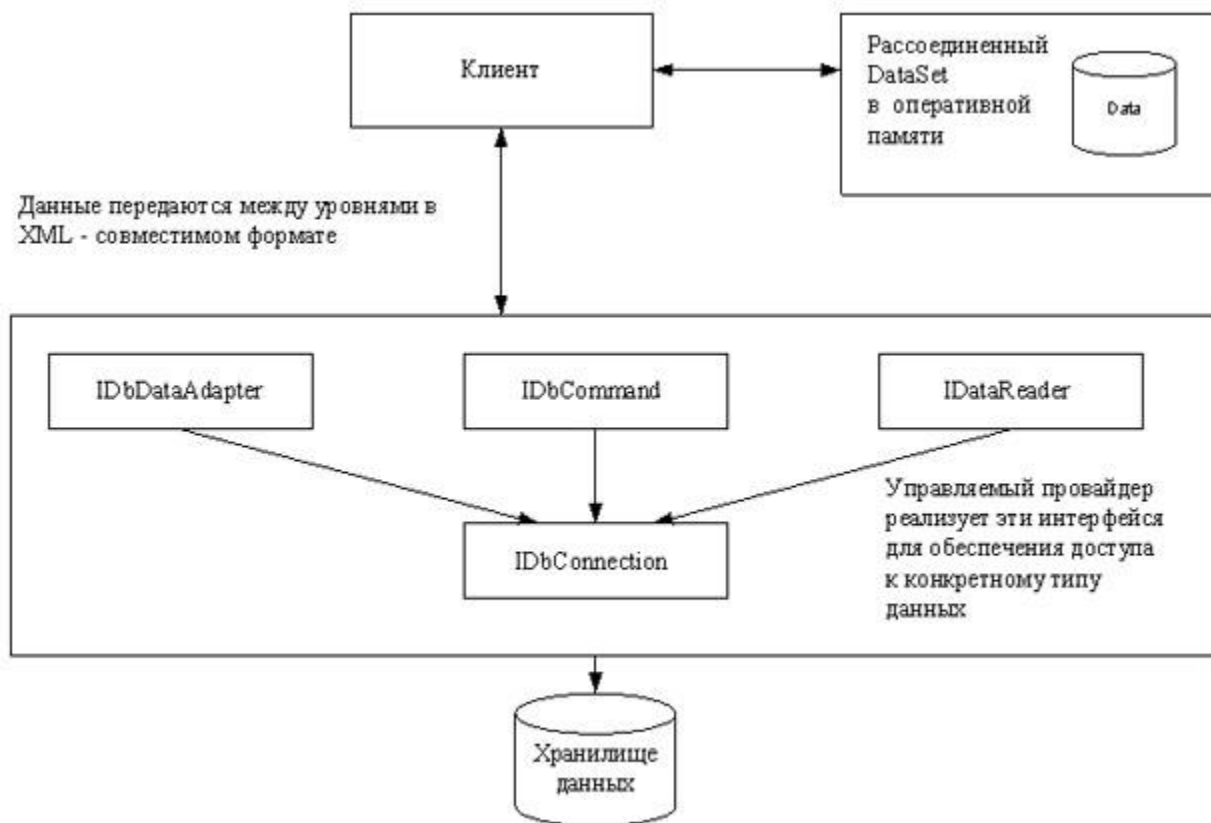 Клиент
Рассоединенный
DataSet
в оперативной
памяти
Data
Данные передаются между уровнями в
XML - совместимом формате
IDbDataAdapter
IDbCommand
IDataReader
Управляемый провайдер
реализует эти интерфейся
для обеспечения доступа
к конкретному типу
данных
IDbConnection
Хранилище
данных